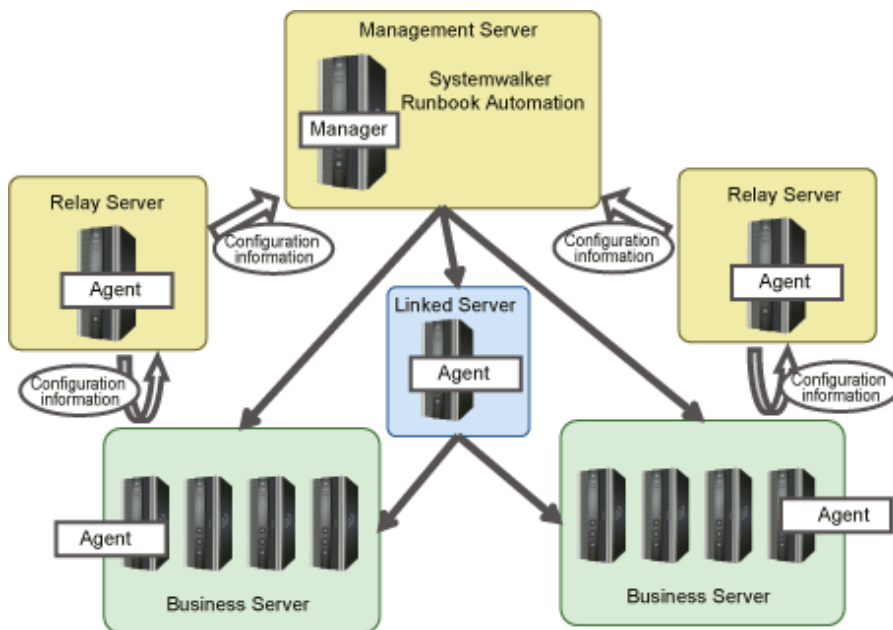 Management Server
Systemwalker
Runbook Automation
Manager
Relay Server
Agent
Configuration
information
Configuration
information
Relay Server
Agent
Configuration
information
Configuration
information
Linked Server
Agent
Agent
Business Server
Agent
Business Server